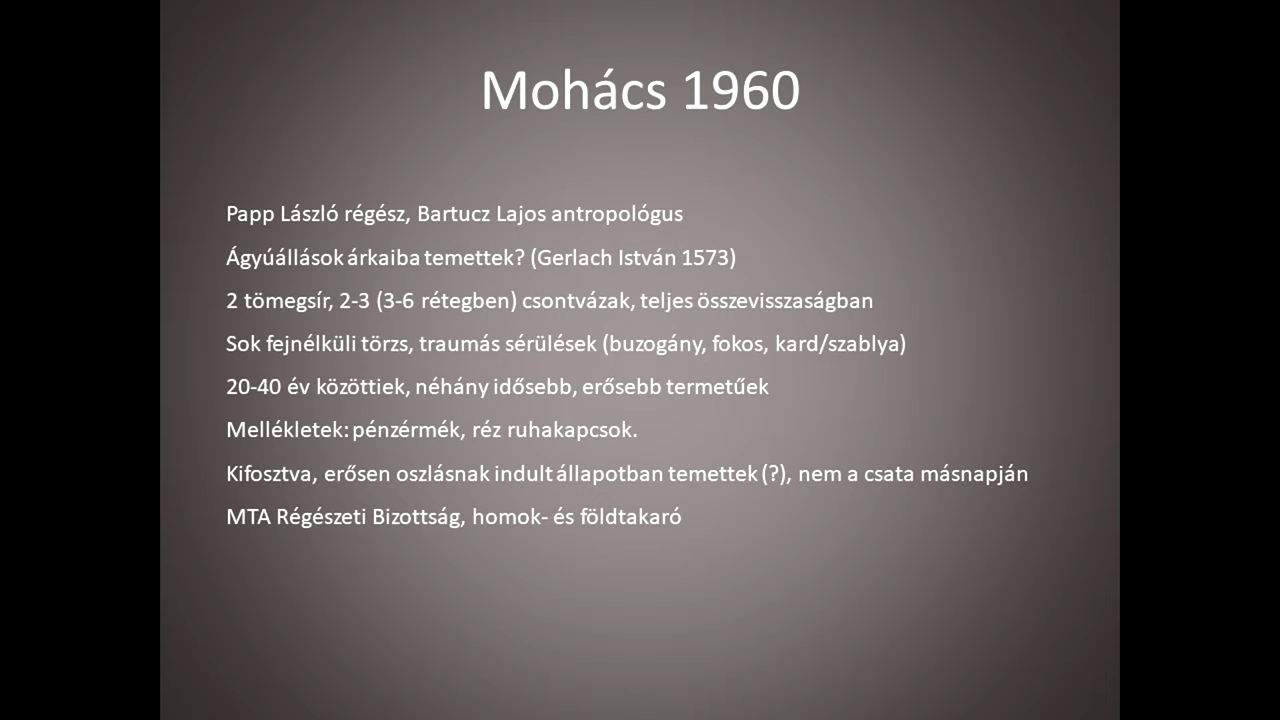 Mohács 1960
Papp László régész, Bartucz Lajos antropológus
Ágyúállások árkaiba temettek? (Gerlach István 1573)
2 tömegsír, 2-3 (3-6 rétegben) csontvázak, teljes összevisszaságban
Sok fejnélküli törzs, traumás sérülések (buzogány, fokos, kard/szablya)
20-40 év közöttiek, néhány idősebb, erősebb termetűek
Mellékletek: pénzérmék, réz ruhakapcsok.
Kifosztva, erősen oszlásnak indult állapotban temettek (?), nem a csata másnapján
MTA Régészeti Bizottság, homok- és földtakaró